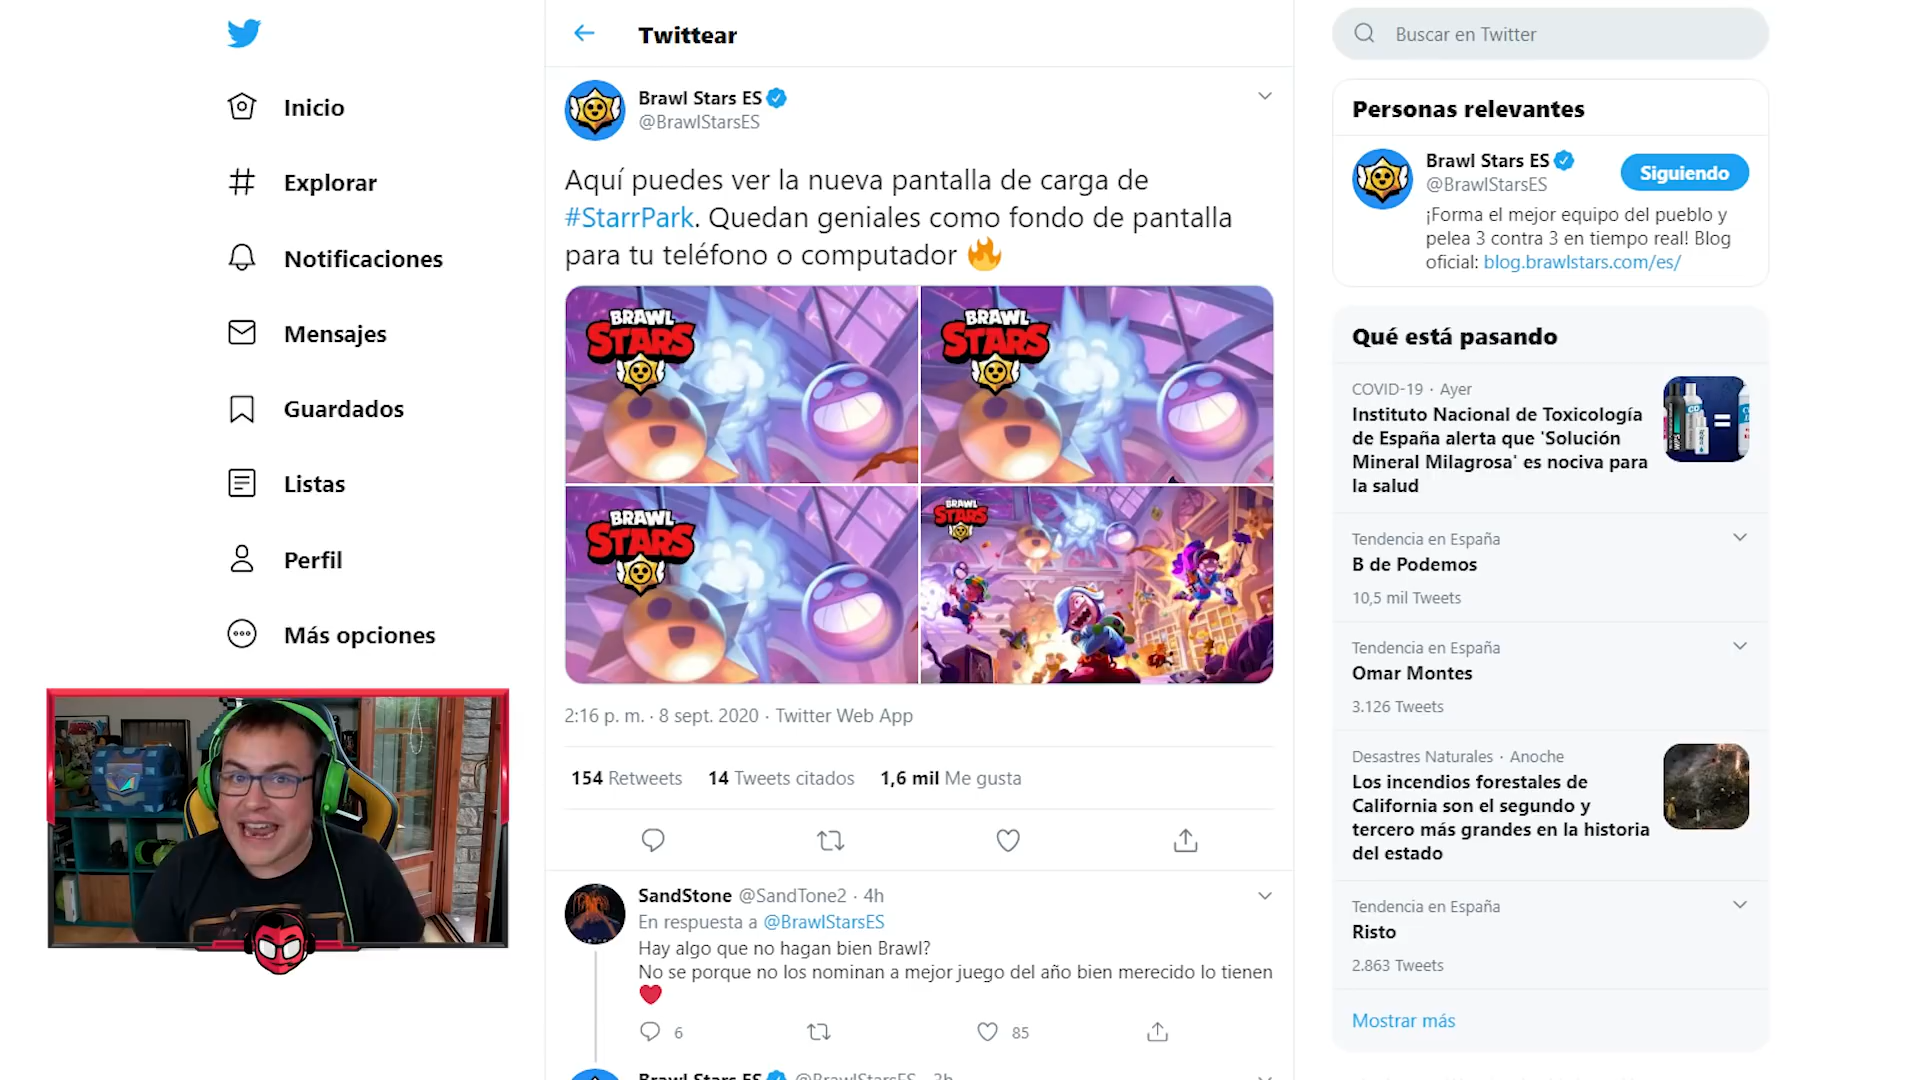 Inicio
Explorar
Notificaciones
Mensajes
Guardados
Listas
Perfil
Más opciones
Twittear
Brawl Stars ES
@BrawlStarsES
Aquí puedes ver la nueva pantalla de carga de
#StarrPark. Quedan geniales como fondo de pantalla
para tu teléfono o computador 🔥
BRAWL
STARS
BRAWL
STARS
BRAWL
STARS
BRAWL
STARS
2:16 p. m. · 8 sept. 2020 · Twitter Web App
154 Retweets 14 Tweets citados 1,6 mil Me gusta
SandStone @SandTone2 · 4h
En respuesta a @BrawlStarsES
Hay algo que no hagan bien Brawl?
No se porque no los nominan a mejor juego del año bien merecido lo tienen
❤️
6 85
Brawl Stars ES @BrawlStarsES · 3h
Buscar en Twitter
Personas relevantes
Brawl Stars ES
@BrawlStarsES
Siguiendo
¡Forma el mejor equipo del pueblo y
pelea 3 contra 3 en tiempo real! Blog
oficial: blog.brawlstars.com/es/
Qué está pasando
COVID-19 · Ayer
Instituto Nacional de Toxicología
de España alerta que 'Solución
Mineral Milagrosa' es nociva para
la salud
Tendencia en España
B de Podemos
10,5 mil Tweets
Tendencia en España
Omar Montes
3.126 Tweets
Desastres Naturales · Anoche
Los incendios forestales de
California son el segundo y
tercero más grandes en la historia
del estado
Tendencia en España
Risto
2.863 Tweets
Mostrar más